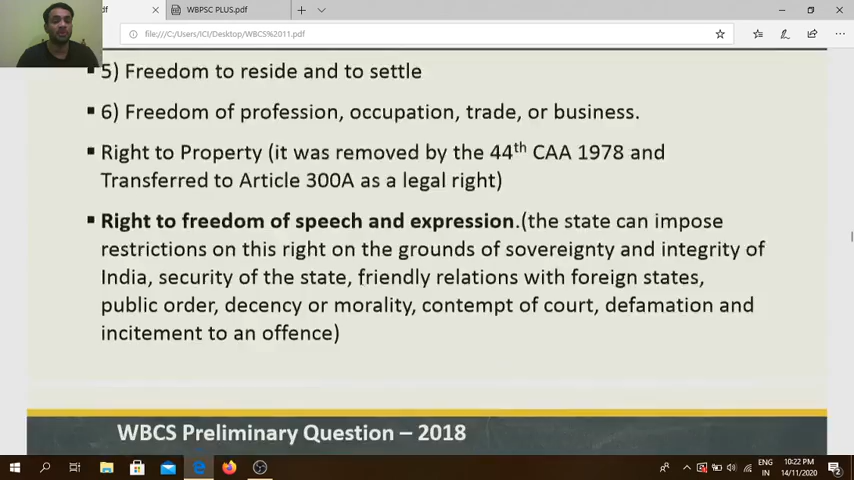 df
WBPSC PLUS.pdf
file:///C:/Users/ICI/Desktop/WBCS%2011.pdf
5) Freedom to reside and to settle
6) Freedom of profession, occupation, trade, or business.
Right to Property (it was removed by the 44th CAA 1978 and
Transferred to Article 300A as a legal right)
Right to freedom of speech and expression.(the state can impose
restrictions on this right on the grounds of sovereignty and integrity of
India, security of the state, friendly relations with foreign states,
public order, decency or morality, contempt of court, defamation and
incitement to an offence)
WBCS Preliminary Question – 2018
ENG
IN
10:22 PM
14/11/2020
2